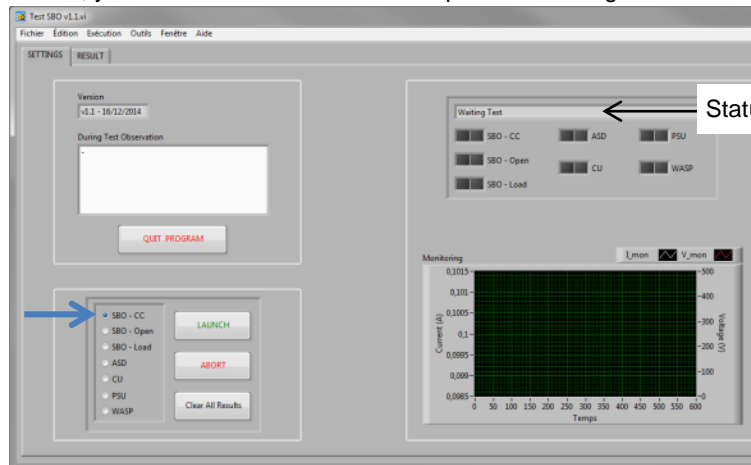 Test SBO v1.1.vi
Fichier Édition Exécution Outils Fenêtre Aide
SETTINGS RESULT
Version
v1.1 - 16/12/2014
During Test Observation
-
QUIT PROGRAM
SBO - CC
SBO - Open
SBO - Load
ASD
CU
PSU
WASP
LAUNCH
ABORT
Clear All Results
Waiting Test
Statu
SBO - CC ASD PSU
SBO - Open
CU WASP
SBO - Load
Monitoring I_mon V_mon
0,1015
0,101
0,1005
0,1
0,0995
0,099
0,0985
Current (A)
500
400
300
200
100
0
Voltage (V)
0 50 100 150 200 250 300 350 400 450 500 550 600
Temps